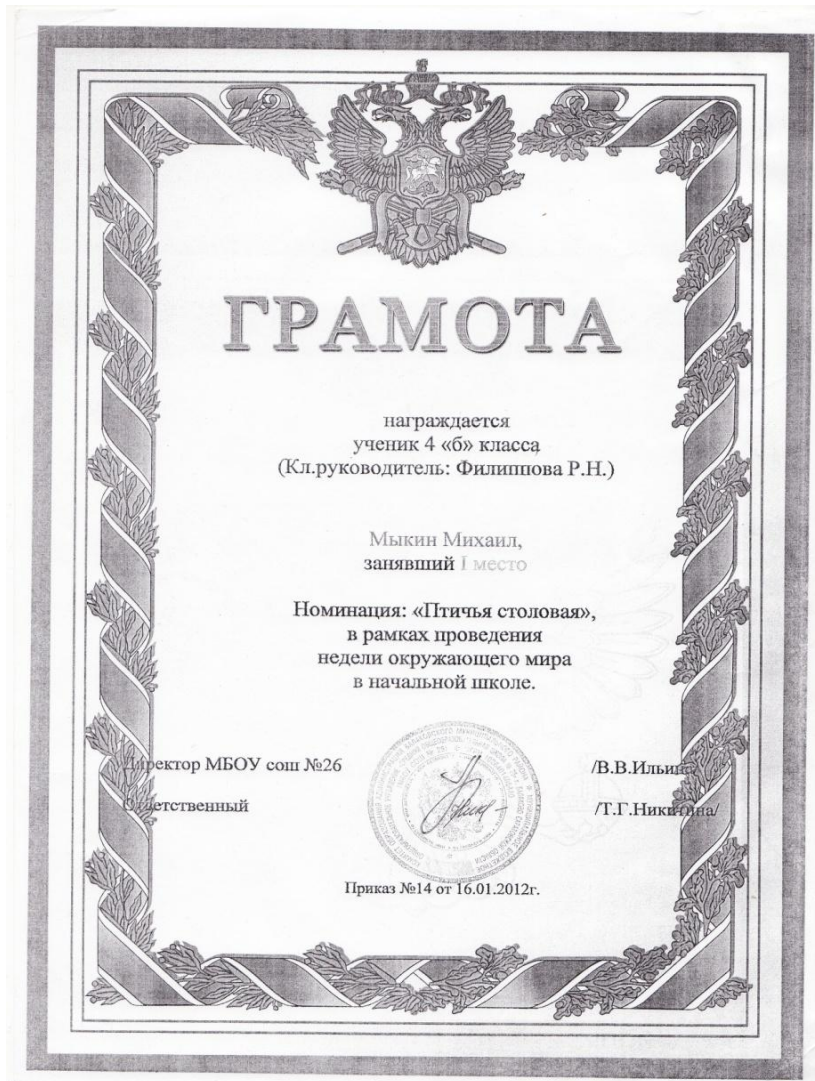 ГРАМОТА
награждается
ученик 4 «б» класса
(Кл.руководитель: Филиппова Р.Н.)
Мыкин Михаил,
занявший I место
Номинация: «Птичья столовая»,
в рамках проведения
недели окружающего мира
в начальной школе.
Директор МБОУ сош №26 /В.В.Ильина
Ответственный /Т.Г.Никитина/
Приказ №14 от 16.01.2012г.